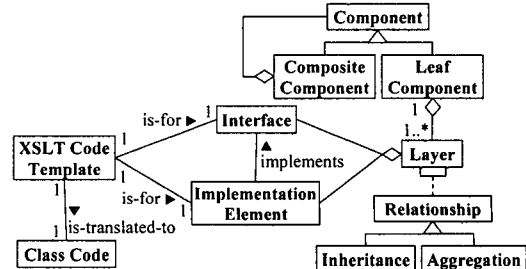 Component
Composite
Component
Leaf
Component
is-for ▶
1
1
Interface
1
1..*
XSLT Code
Template
▲
implements
Layer
1
1
is-for ▶
1
Implementation
Element
Relationship
▼
is-translated-to
1
Class Code
Inheritance
Aggregation